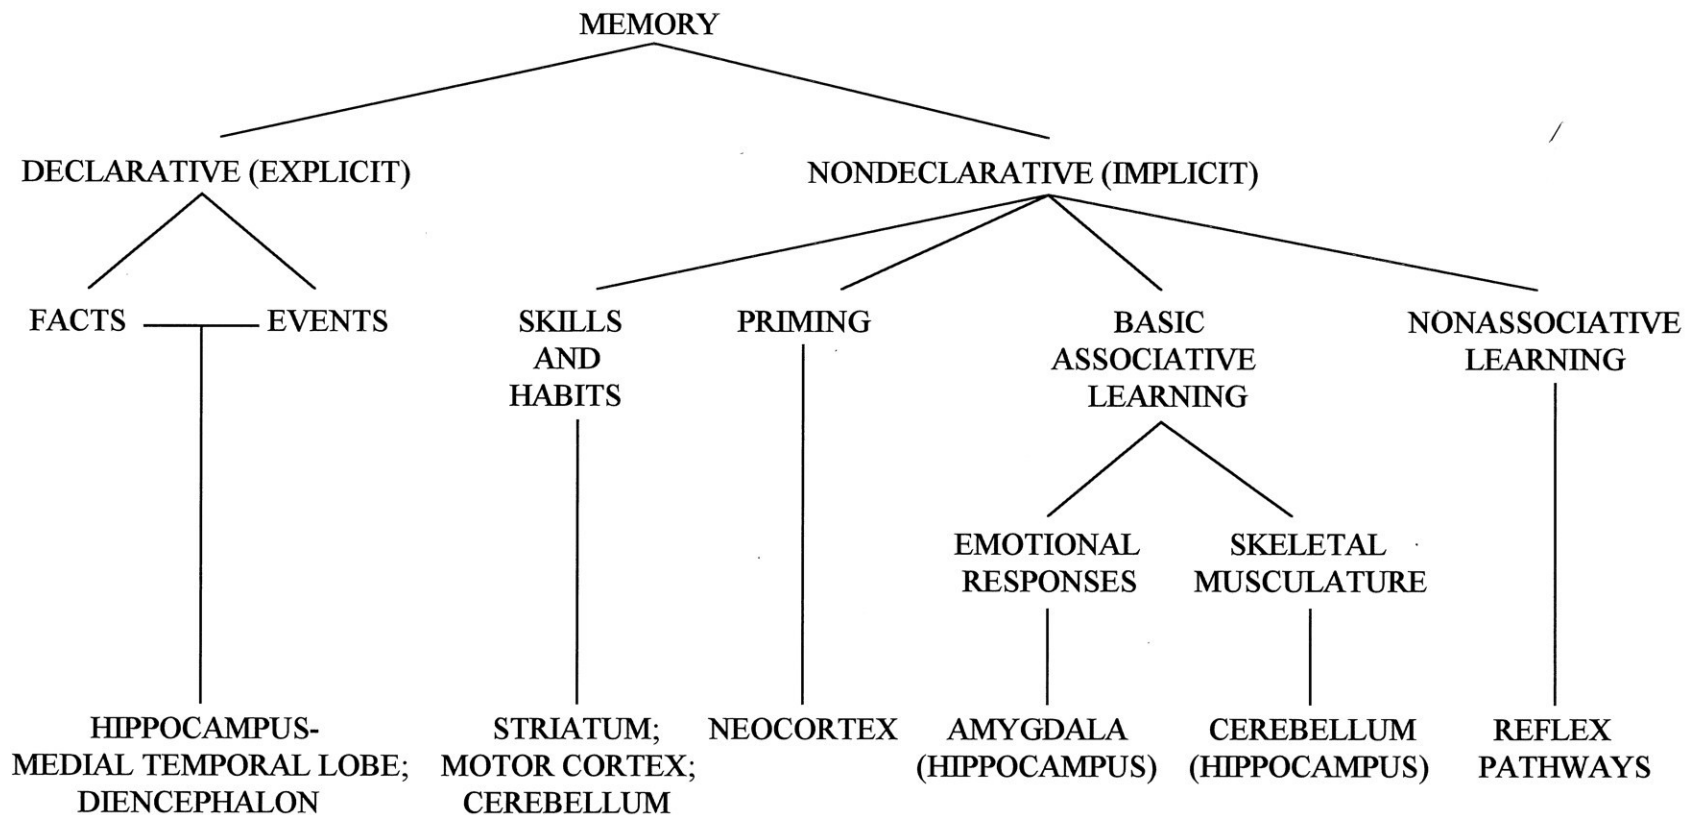 MEMORY
DECLARATIVE (EXPLICIT)
NONDECLARATIVE (IMPLICIT)
FACTS
EVENTS
SKILLS
AND
HABITS
PRIMING
BASIC
ASSOCIATIVE
LEARNING
NONASSOCIATIVE
LEARNING
EMOTIONAL
RESPONSES
SKELETAL
MUSCULATURE
HIPPOCAMPUS-
MEDIAL TEMPORAL LOBE;
DIENCEPHALON
STRIATUM;
MOTOR CORTEX;
CEREBELLUM
NEOCORTEX
AMYGDALA
(HIPPOCAMPUS)
CEREBELLUM
(HIPPOCAMPUS)
REFLEX
PATHWAYS